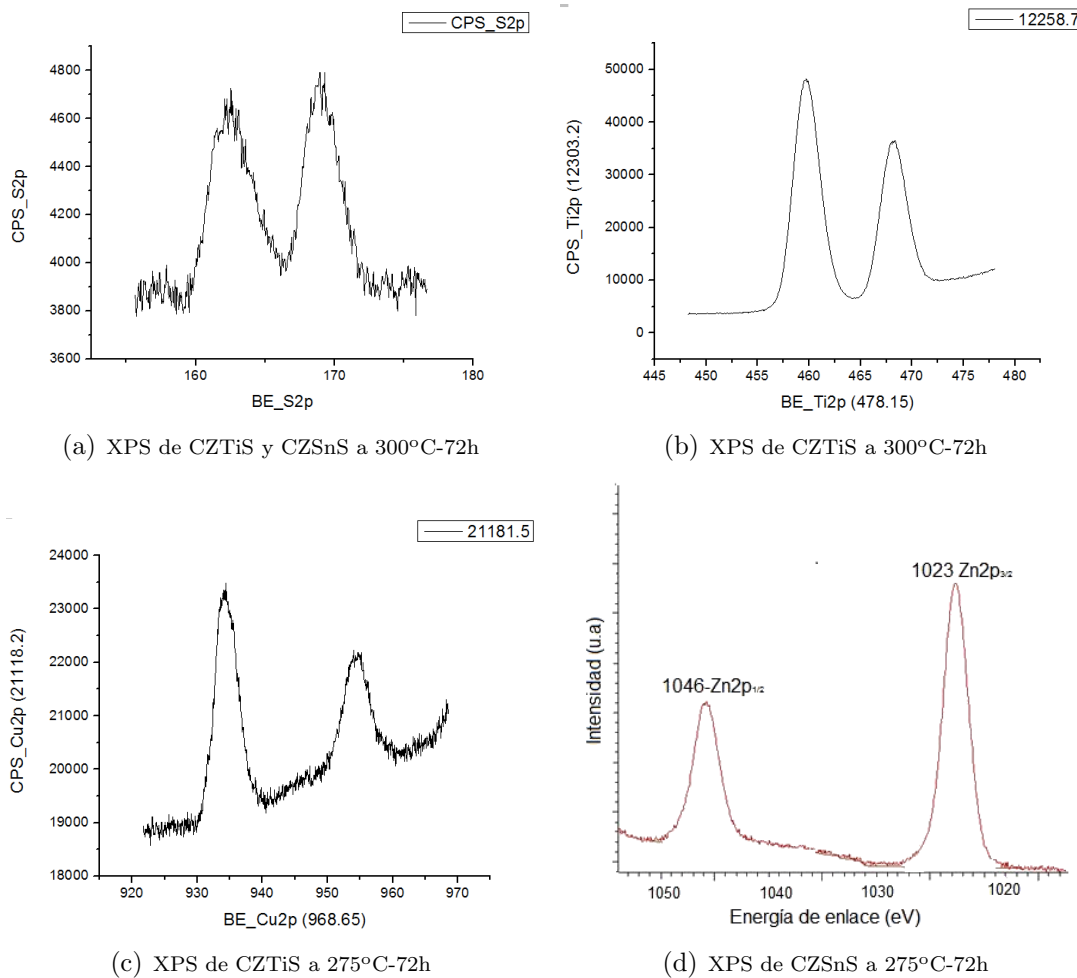 CPS_S2p
4800
4600
4400
4200
4000
3800
3600
CPS_S2p
160
170
180
BE_S2p
(a) XPS de CZTiS y CZSnS a 300°C-72h
12258.7
50000
40000
30000
20000
10000
0
CPS_Ti2p (12303.2)
445 450 455 460 465 470 475 480
BE_Ti2p (478.15)
(b) XPS de CZTiS a 300°C-72h
21181.5
24000
23000
22000
21000
20000
19000
18000
CPS_Cu2p (21118.2)
920 930 940 950 960 970
BE_Cu2p (968.65)
(c) XPS de CZTiS a 275°C-72h
1023 Zn2p3/2
1046-Zn2p1/2
Intensidad (u.a)
1050 1040 1030 1020
Energía de enlace (eV)
(d) XPS de CZSnS a 275°C-72h